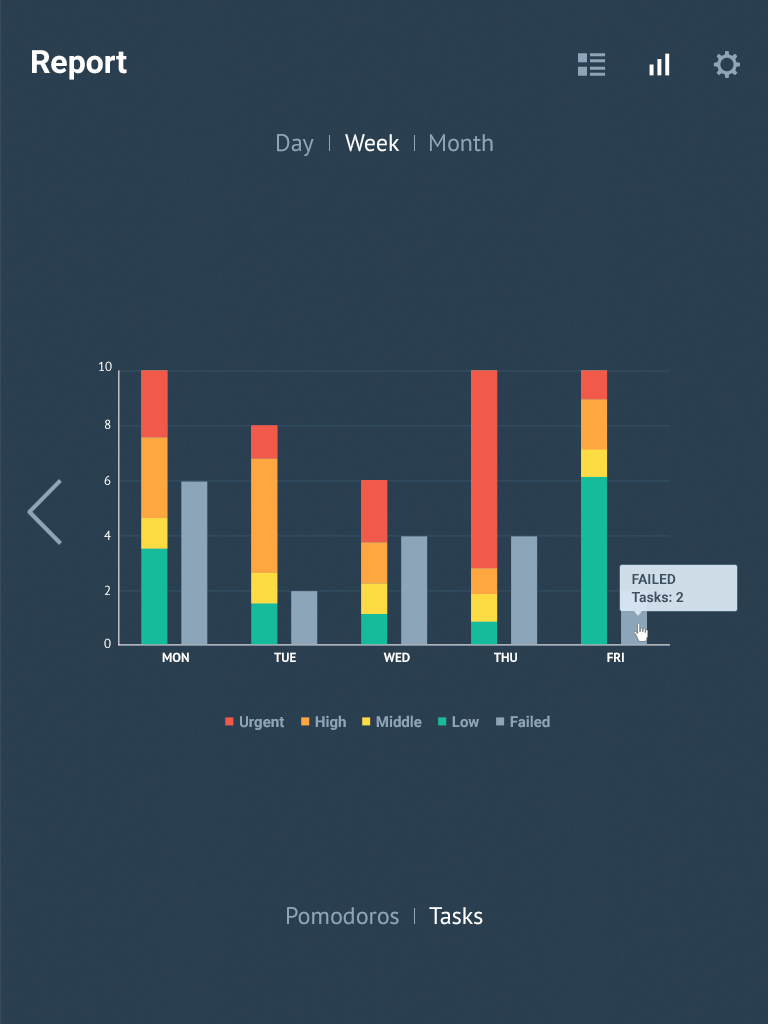 Report
Day | Week | Month
10
8
6
4
2
0
FAILED
Tasks: 2
MON TUE WED THU FRI
Urgent High Middle Low Failed
Pomodoros | Tasks